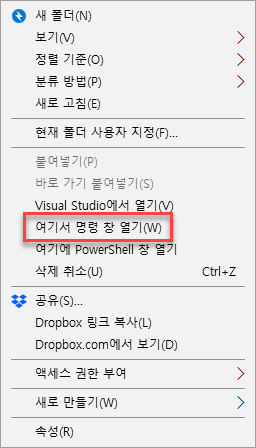 새 폴더(N)
보기(V)
정렬 기준(O)
분류 방법(P)
새로 고침(E)
현재 폴더 사용자 지정(F)...
붙여넣기(P)
바로 가기 붙여넣기(S)
Visual Studio에서 열기(V)
여기서 명령 창 열기(W)
여기에 PowerShell 창 열기
삭제 취소(U) Ctrl+Z
공유(S)...
Dropbox 링크 복사(L)
Dropbox.com에서 보기(D)
액세스 권한 부여
새로 만들기(W)
속성(R)